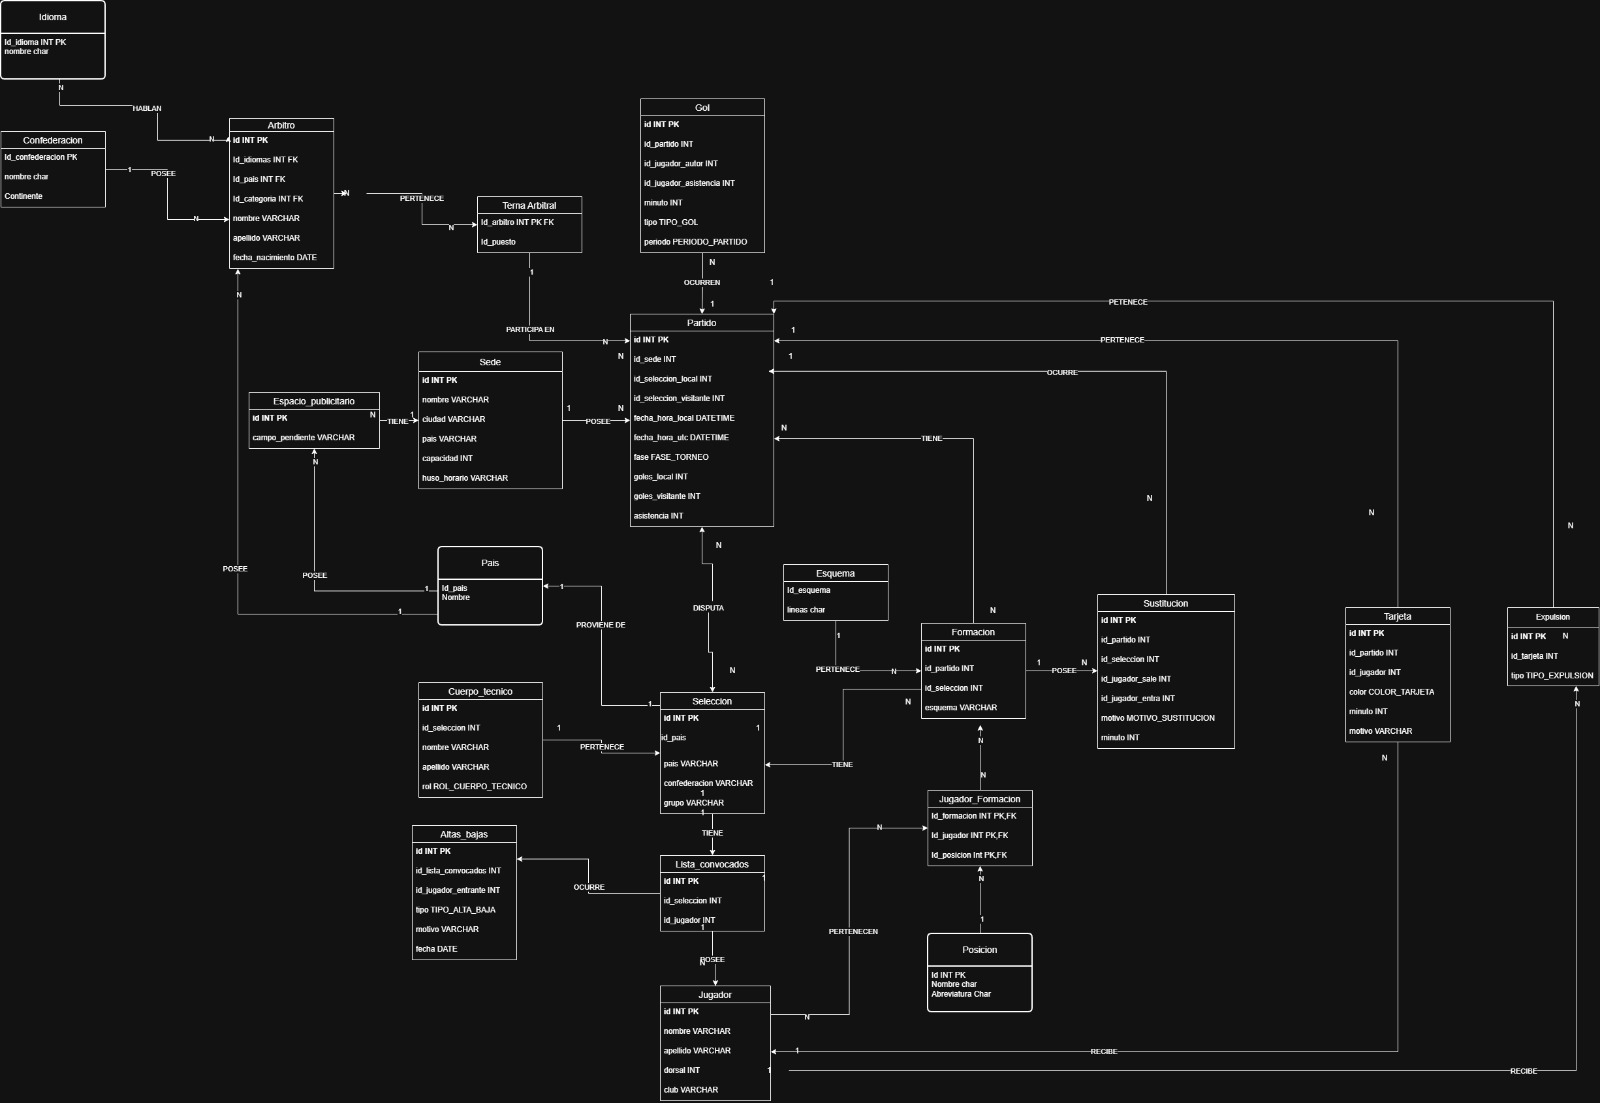 Idioma
Id_idioma INT PK
nombre char
N
HABLAN
N
Confederacion
Id_confederacion PK
nombre char
Continente
1
POSEE
N
Arbitro
id INT PK
Id_idiomas INT FK
Id_pais INT FK
Id_categoria INT FK
nombre VARCHAR
apellido VARCHAR
fecha_nacimiento DATE
N
PERTENECE
N
Terna Arbitral
Id_arbitro INT PK FK
Id_puesto
1
PARTICIPA EN
N
Gol
id INT PK
id_partido INT
id_jugador_autor INT
id_jugador_asistencia INT
minuto INT
tipo TIPO_GOL
periodo PERIODO_PARTIDO
N
OCURREN
1
1
PETENECE
1
PERTENECE
1
OCURRE
Partido
id INT PK
id_sede INT
id_seleccion_local INT
id_seleccion_visitante INT
fecha_hora_local DATETIME
fecha_hora_utc DATETIME
fase FASE_TORNEO
goles_local INT
goles_visitante INT
asistencia INT
N
N
TIENE
Sede
id INT PK
nombre VARCHAR
ciudad VARCHAR
pais VARCHAR
capacidad INT
huso_horario VARCHAR
1
POSEE
N
Espacio_publicitario
id INT PK
campo_pendiente VARCHAR
N
TIENE
1
N
POSEE
1
N
POSEE
1
Pais
Id_pais
Nombre
1
PROVIENE DE
1
N
DISPUTA
N
Esquema
Id_esquema
lineas char
1
PERTENECE
N
N
Formacion
id INT PK
id_partido INT
id_seleccion INT
esquema VARCHAR
1
POSEE
N
N
TIENE
1
N
Sustitucion
id INT PK
id_partido INT
id_seleccion INT
id_jugador_sale INT
id_jugador_entra INT
motivo MOTIVO_SUSTITUCION
minuto INT
N
Tarjeta
id INT PK
id_partido INT
id_jugador INT
color COLOR_TARJETA
minuto INT
motivo VARCHAR
N
N
Expulsion
id INT PK
N
id_tarjeta INT
tipo TIPO_EXPULSION
N
Cuerpo_tecnico
id INT PK
id_seleccion INT
nombre VARCHAR
apellido VARCHAR
rol ROL_CUERPO_TECNICO
1
PERTENECE
Seleccion
id INT PK
id_pais
pais VARCHAR
confederacion VARCHAR
1
grupo VARCHAR
1
TIENE
N
N
Jugador_Formacion
Id_formacion INT PK,FK
Id_jugador INT PK,FK
Id_posicion Int PK,FK
N
1
N
PERTENECEN
N
Altas_bajas
id INT PK
id_lista_convocados INT
id_jugador_entrante INT
tipo TIPO_ALTA_BAJA
motivo VARCHAR
fecha DATE
OCURRE
Lista_convocados
id INT PK
1
id_seleccion INT
id_jugador INT
1
POSEE
N
Posicion
Id INT PK
Nombre char
Abreviatura Char
Jugador
id INT PK
nombre VARCHAR
apellido VARCHAR
dorsal INT
club VARCHAR
1
RECIBE
1
RECIBE